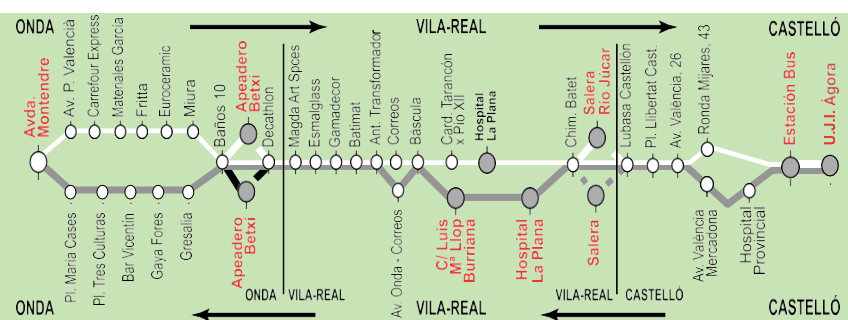 ONDA
VILA-REAL
CASTELLÓ
Avda.
Montendre
Av. P. Valencià
Carrefour Express
Materiales Garcia
Fritta
Euroceramic
Miura
Baños 10
Apeadero
Betxi
Decathlon
Magda Art Spces
Esmalglass
Gamadecor
Batimat
Ant. Transformador
Correos
Báscula
Card. Tarancón
x Pio XII
Hospital
La Plana
Chim. Batet
Salera
Rio Júcar
Lubasa Castellón
Pl. Llibertat Cast.
Av. València, 26
Ronda Mijares, 43
Estación Bus
U.J.I. Ágora
Pl. María Cases
Pl. Tres Culturas
Bar Vicentín
Gaya Fores
Gresalia
Apeadero
Betxi
Av. Onda - Correos
C/ Luis
Mª Llop
Burriana
Hospital
La Plana
Salera
Av. València
Mercadona
Hospital
Provincial
ONDA
VILA-REAL
VILA-REAL
CASTELLÓ
ONDA
VILA-REAL
CASTELLÓ